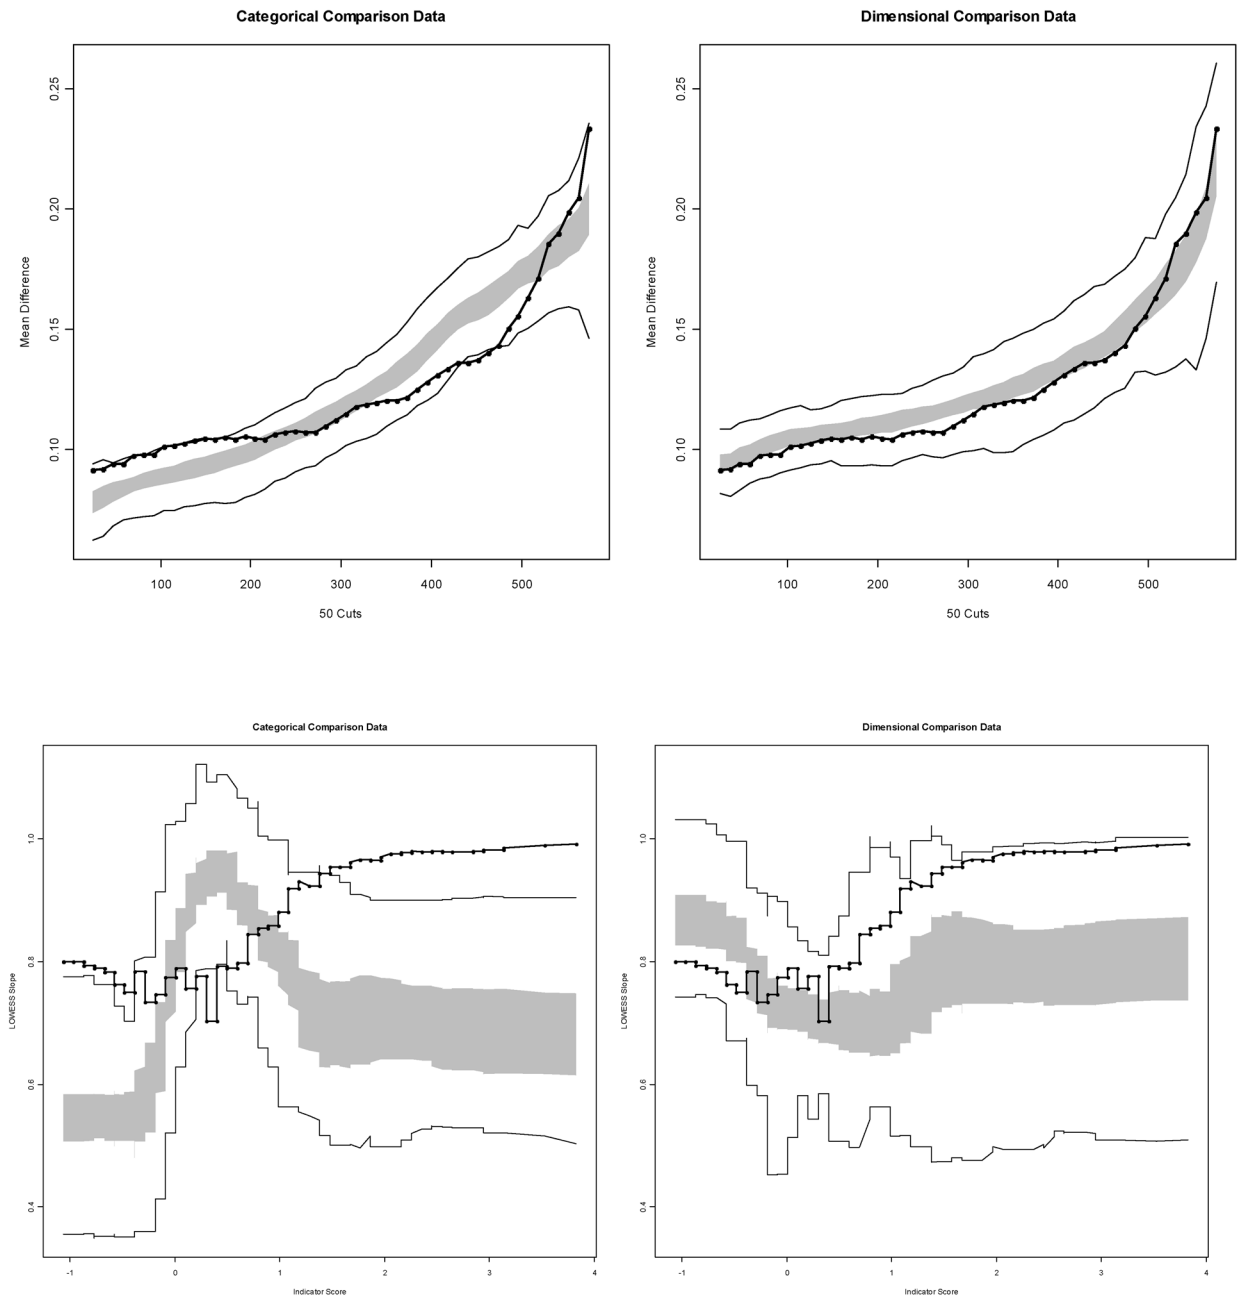 Categorical Comparison Data
Dimensional Comparison Data
0.25
0.20
0.15
0.10
Mean Difference
100 200 300 400 500
50 Cuts
0.25
0.20
0.15
0.10
Mean Difference
100 200 300 400 500
50 Cuts
Categorical Comparison Data
Dimensional Comparison Data
1.0
0.8
0.6
0.4
LOWESS Slope
-1 0 1 2 3 4
Indicator Score
1.0
0.8
0.6
0.4
LOWESS Slope
-1 0 1 2 3 4
Indicator Score